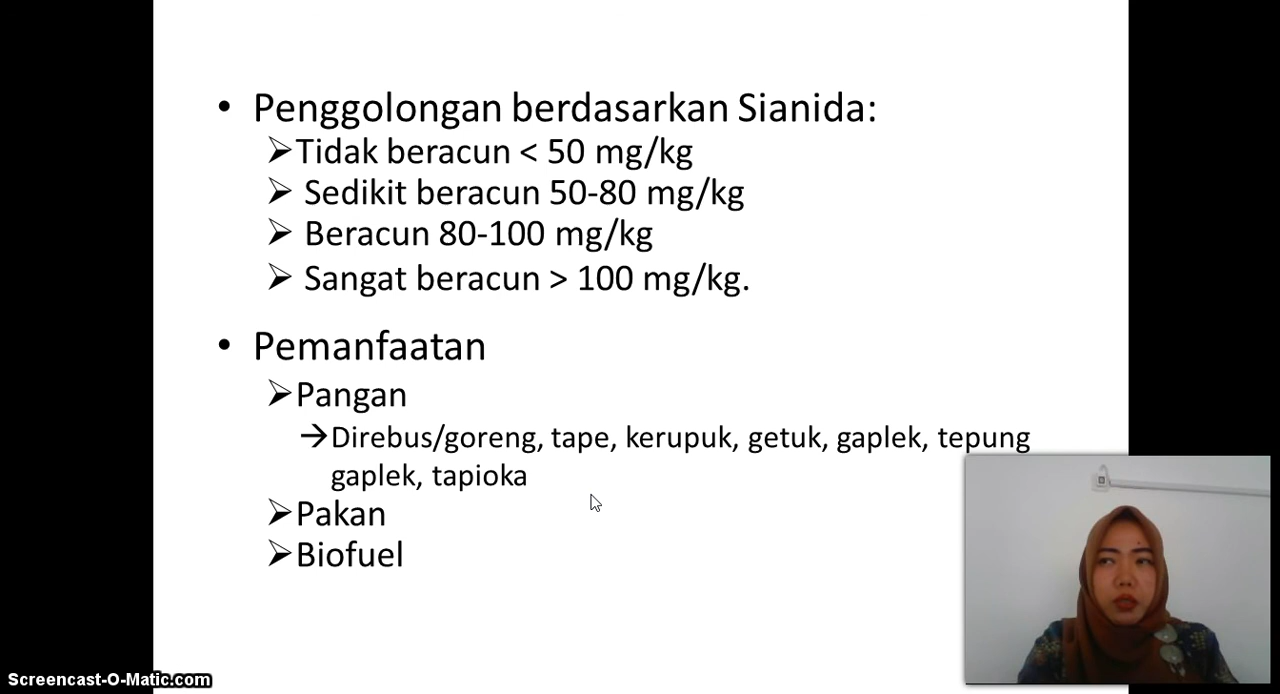 • Penggolongan berdasarkan Sianida:
➢Tidak beracun < 50 mg/kg
➢ Sedikit beracun 50-80 mg/kg
➢ Beracun 80-100 mg/kg
➢ Sangat beracun > 100 mg/kg.
• Pemanfaatan
➢Pangan
→Direbus/goreng, tape, kerupuk, getuk, gaplek, tepung
gaplek, tapioka
➢Pakan
➢Biofuel
Screencast-O-Matic.com